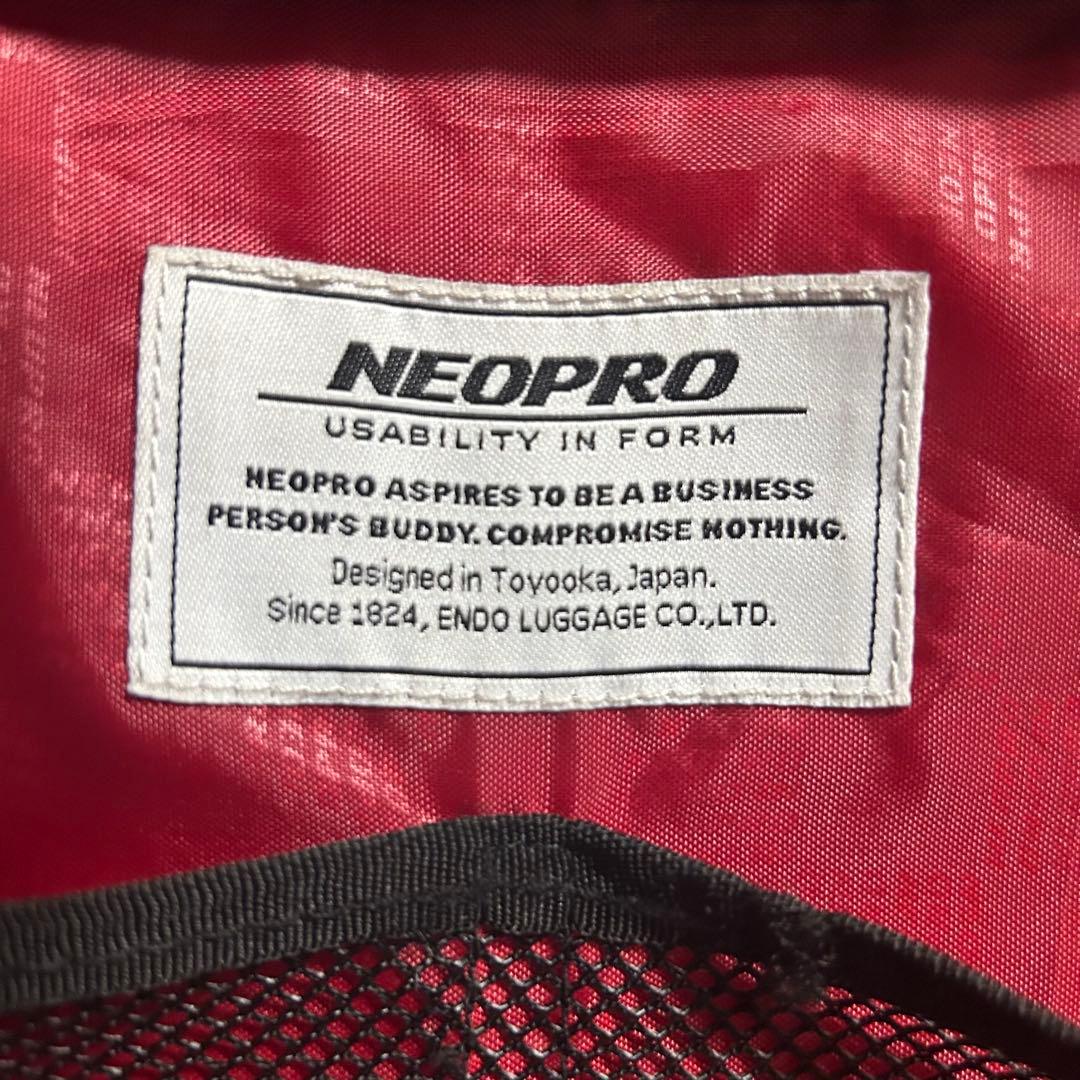 NEOPRO
USABILITY IN FORM
NEOPRO ASPIRES TO BE A BUSINESS
PERSON'S BUDDY. COMPROMISE NOTHING.
Designed in Toyooka, Japan.
Since 1824, ENDO LUGGAGE CO.,LTD.